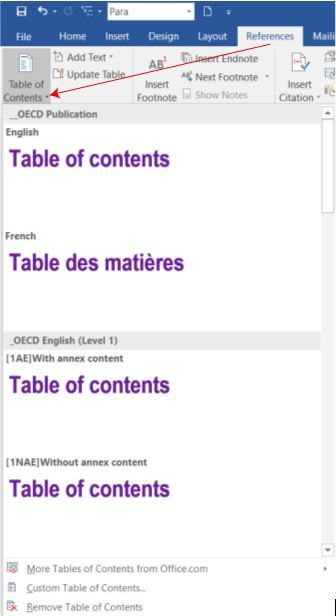 Para
File Home Insert Design Layout References Maili
Table of
Contents
Add Text
Update Table
AB1
Insert
Footnote
Insert Endnote
Next Footnote
Show Notes
Insert
Citation
__OECD Publication
English
Table of contents
French
Table des matières
_OECD English (Level 1)
[1AE]With annex content
Table of contents
[1NAE]Without annex content
Table of contents
More Tables of Contents from Office.com
Custom Table of Contents...
Remove Table of Contents